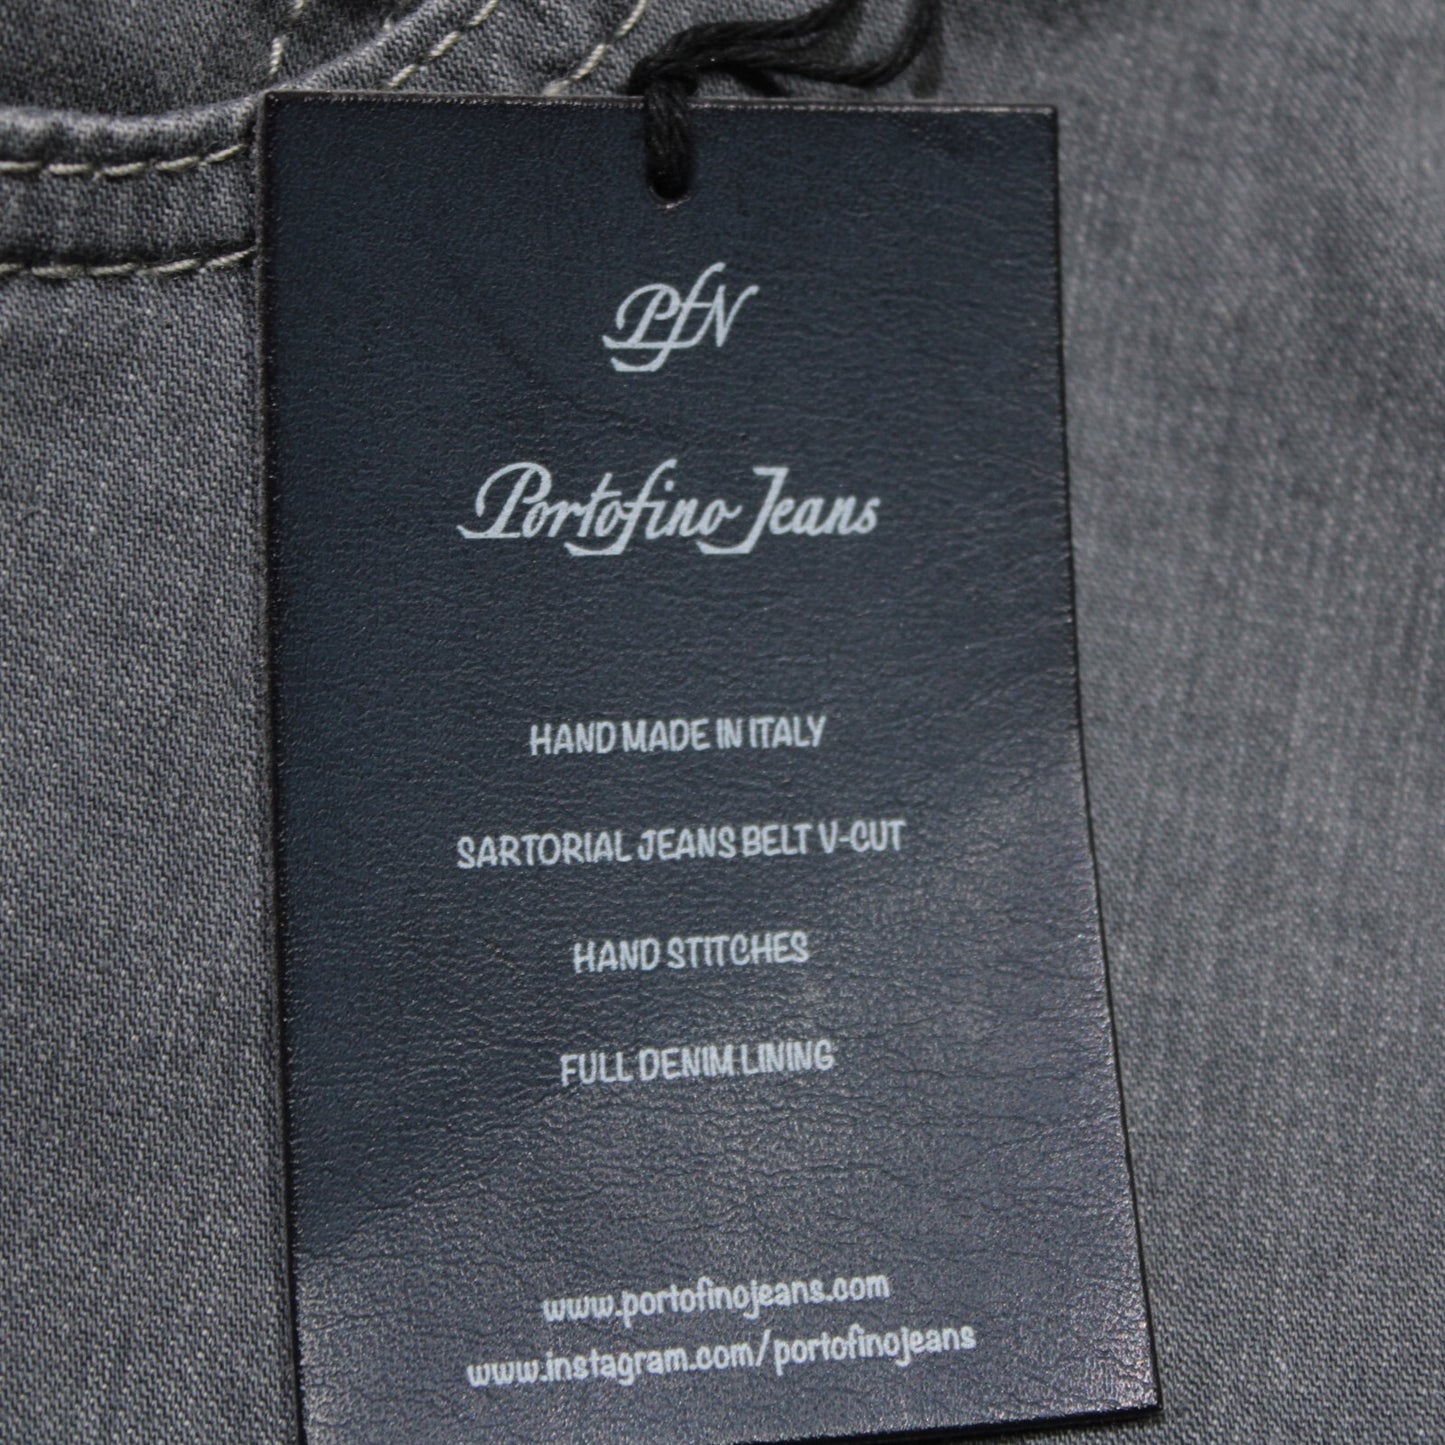 PfN
Portofino Jeans
HAND MADE IN ITALY
SARTORIAL JEANS BELT V-CUT
HAND STITCHES
FULL DENIM LINING
www.portofinojeans.com
www.instagram.com/portofinojeans